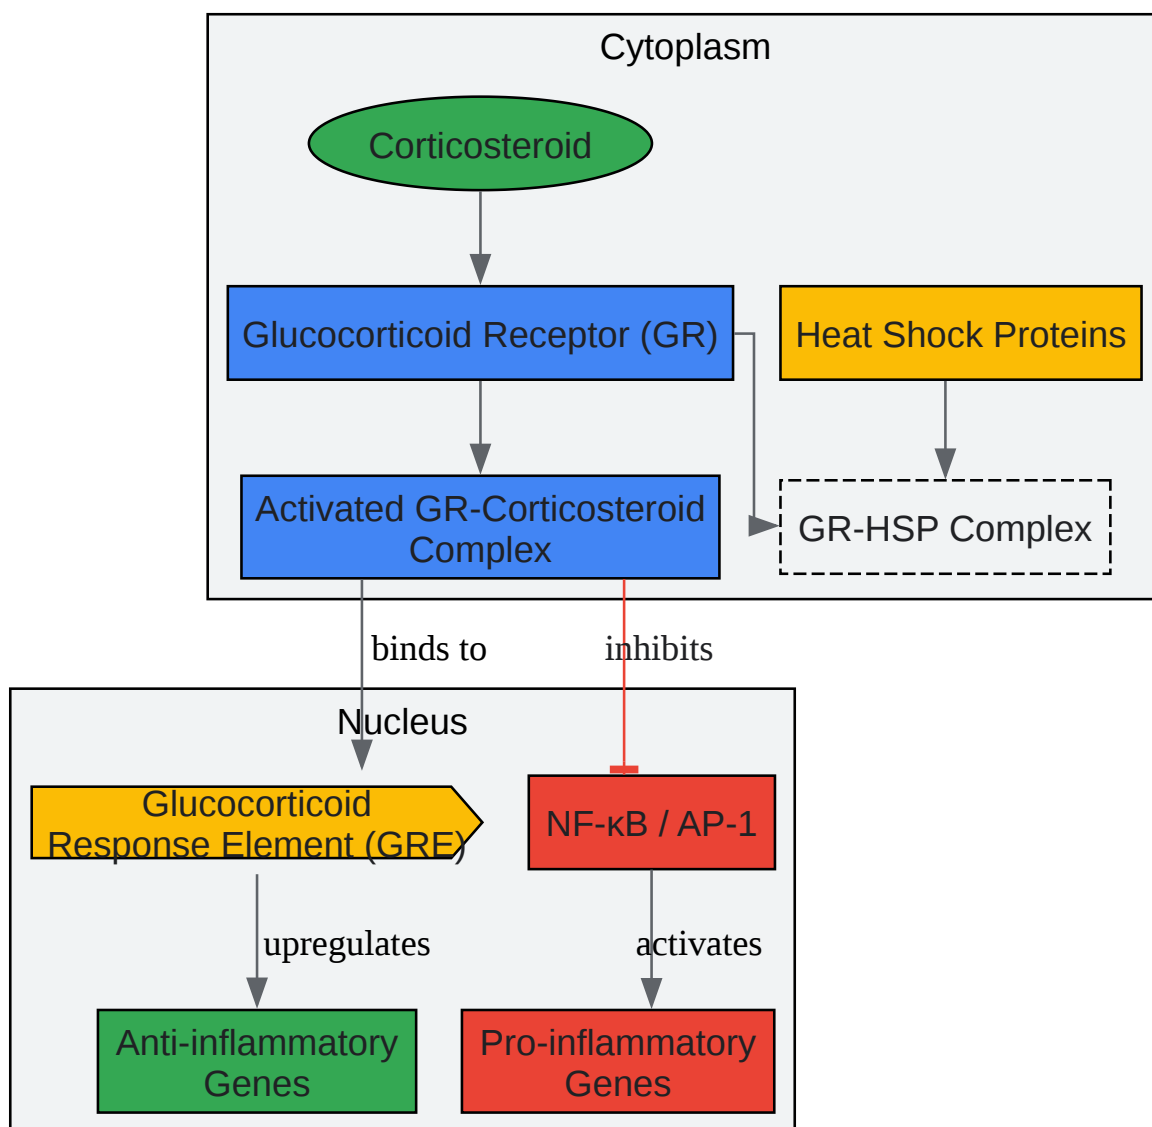 Cytoplasm
Corticosteroid
Glucocorticoid Receptor (GR)
Heat Shock Proteins
Activated GR-Corticosteroid
Complex
GR-HSP Complex
binds to
inhibits
Nucleus
Glucocorticoid
Response Element (GRE)
NF-κB / AP-1
upregulates
activates
Anti-inflammatory
Genes
Pro-inflammatory
Genes